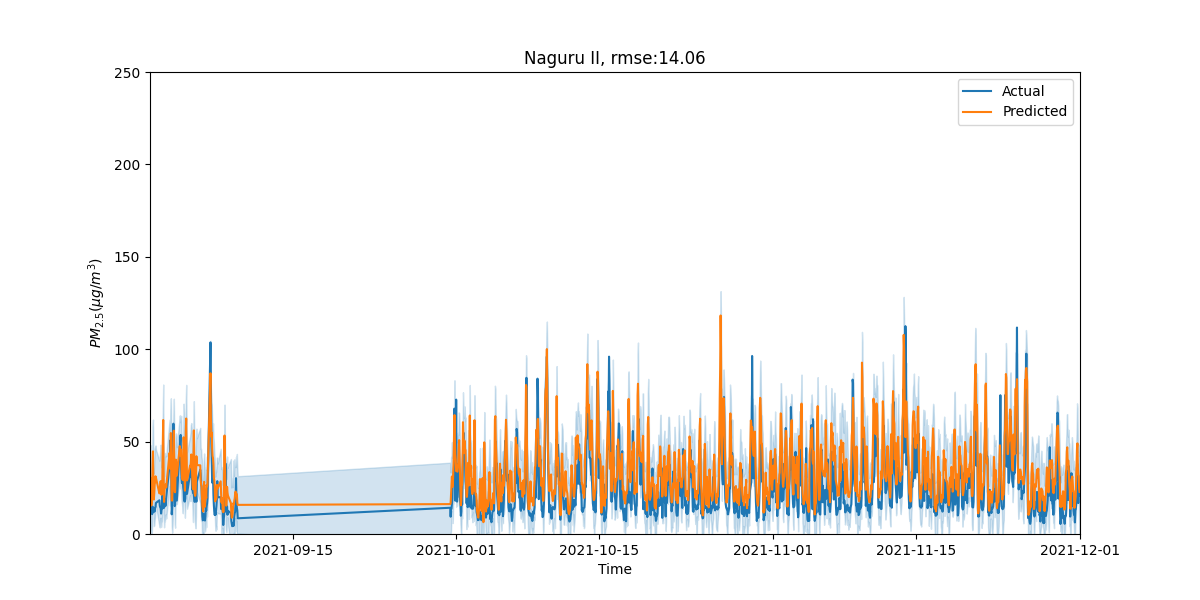 Naguru II, rmse:14.06
Actual
Predicted
250
200
150
100
50
0
PM2.5(μg/m³)
2021-09-15
2021-10-01
2021-10-15
2021-11-01
2021-11-15
2021-12-01
Time